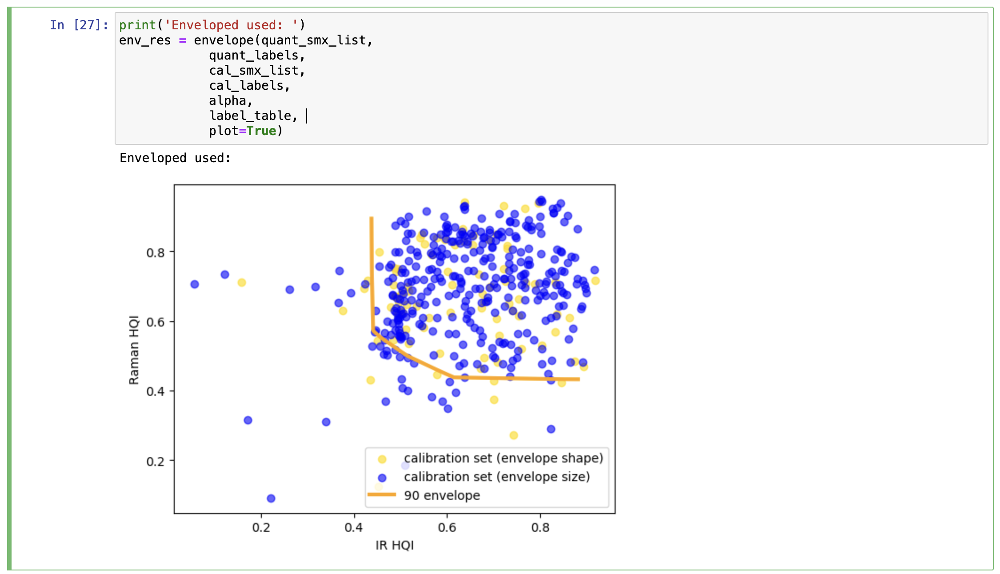 In [27]: print('Enveloped used: ')
env_res = envelope(quant_smx_list,
quant_labels,
cal_smx_list,
cal_labels,
alpha,
label_table,
plot=True)
Enveloped used:
0.8
0.6
0.4
0.2
Raman HQI
calibration set (envelope shape)
calibration set (envelope size)
90 envelope
0.2 0.4 0.6 0.8
IR HQI